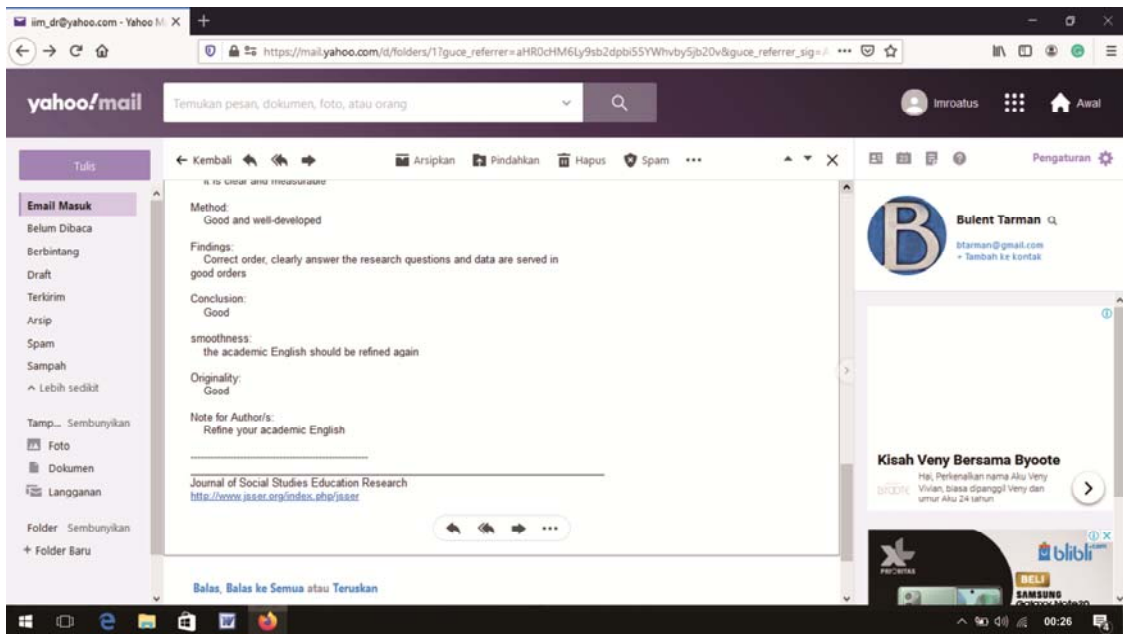 iim_dr@yahoo.com - Yahoo M
https://mail.yahoo.com/d/folders/1?guce_referrer=
yahoo!mail
Temukan pesan, dokumen, foto, atau orang
Imroatus
Awal
Tulis
Kembali
Arsipkan
Pindahkan
Hapus
Spam
Pengaturan
Email Masuk
Belum Dibaca
Berbintang
Draft
Terkirim
Arsip
Spam
Sampah
Lebih sedikit
Tamp... Sembunyikan
Foto
Dokumen
Langganan
Folder Sembunyikan
+ Folder Baru
it is clear and measurable
Method:
Good and well-developed
Findings:
Correct order, clearly answer the research questions and data are served in
good orders
Conclusion:
Good
smoothness:
the academic English should be refined again
Originality:
Good
Note for Author/s:
Refine your academic English
Journal of Social Studies Education Research
http://www.jsser.org/index.php/jsser
Balas, Balas ke Semua atau Teruskan
B
Bulent Tarman
btarman@gmail.com
+ Tambah ke kontak
Kisah Veny Bersama Byoote
Hai, Perkenalkan nama Aku Veny
Vivian, biasa dipanggil Veny dan
umur Aku 24 tahun
BYOOTE
XL
PRIORITAS
blibli.com
BELI
SAMSUNG
Galaxy Note20
00:26